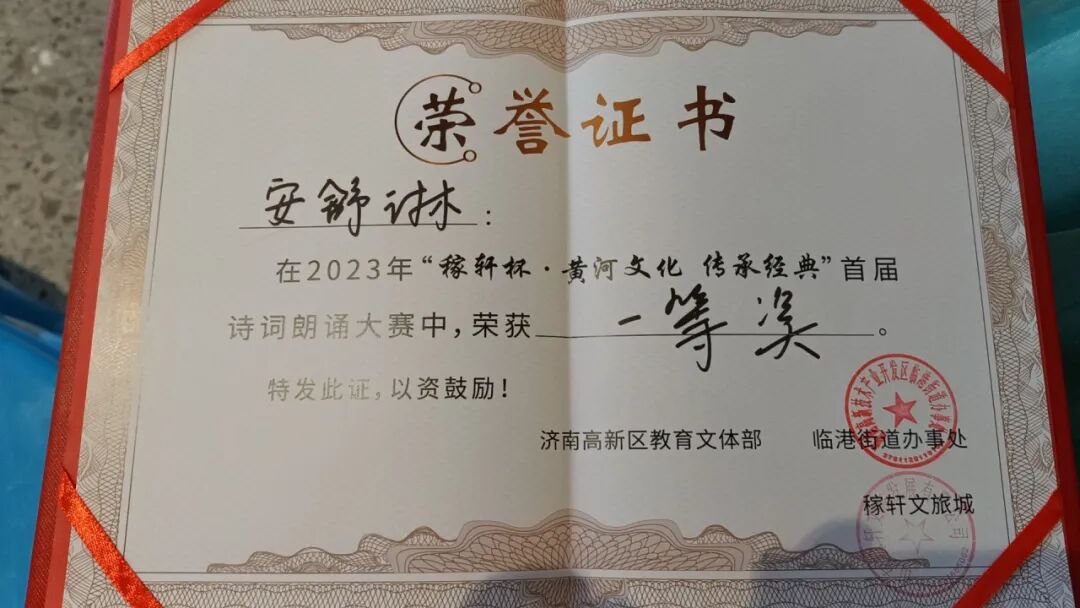 荣誉证书
安舒谢:
在2023年“稼轩杯·黄河文化 传承经典”首届
诗词朗诵大赛中，荣获一等奖。
特发此证，以资鼓励！
济南高新区教育文体部 临港街道办事处
稼轩文旅城